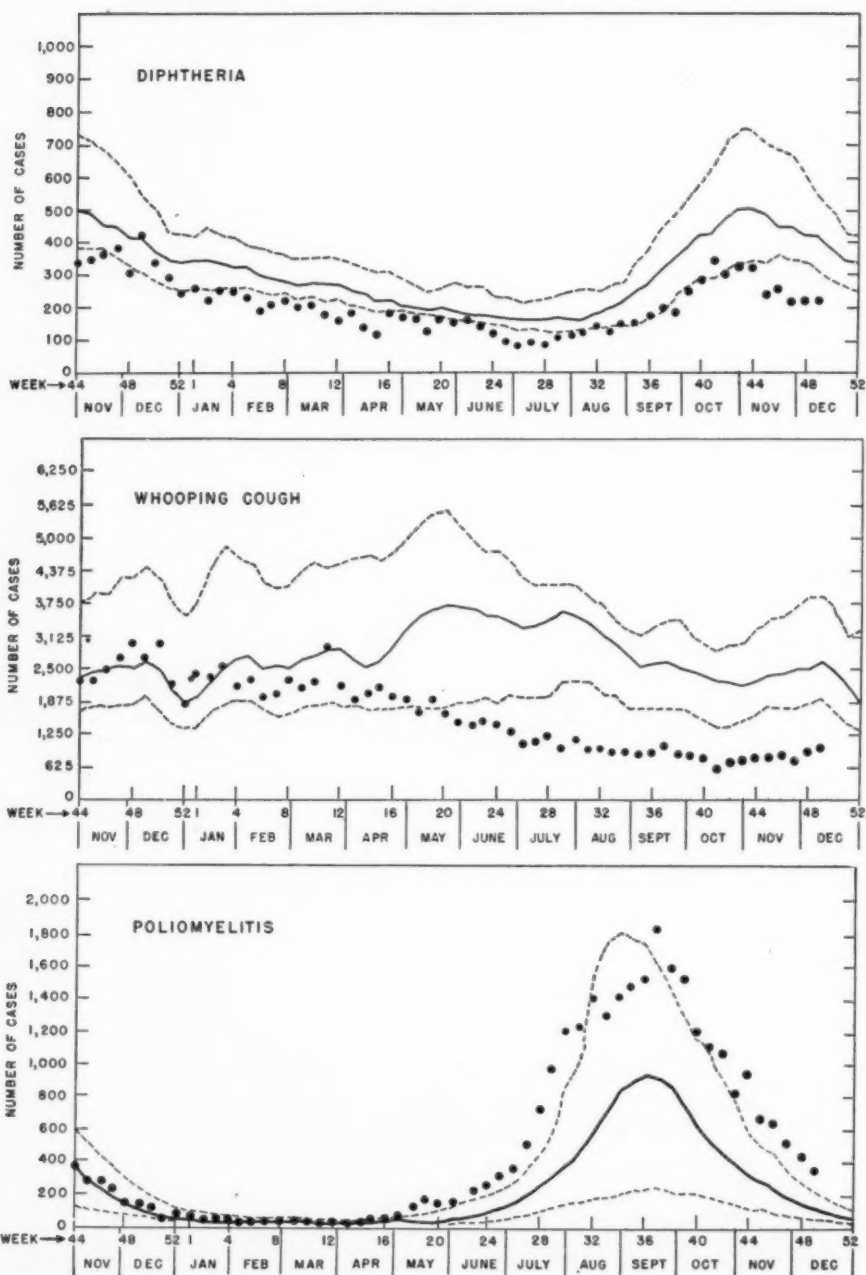 DIPHTHERIA
NUMBER OF CASES
1,000
900
800
700
600
500
400
300
200
100
0
WEEK→ 44 48 52 1 4 8 12 16 20 24 28 32 36 40 44 48 52
NOV DEC JAN FEB MAR APR MAY JUNE JULY AUG SEPT OCT NOV DEC
WHOOPING COUGH
NUMBER OF CASES
6,250
5,625
5,000
4,375
3,750
3,125
2,500
1,875
1,250
625
0
WEEK→ 44 48 52 1 4 8 12 16 20 24 28 32 36 40 44 48 52
NOV DEC JAN FEB MAR APR MAY JUNE JULY AUG SEPT OCT NOV DEC
POLIOMYELITIS
NUMBER OF CASES
2,000
1,800
1,600
1,400
1,200
1,000
800
600
400
200
0
WEEK→ 44 48 52 1 4 8 12 16 20 24 28 32 36 40 44 48 52
NOV DEC JAN FEB MAR APR MAY JUNE JULY AUG SEPT OCT NOV DEC